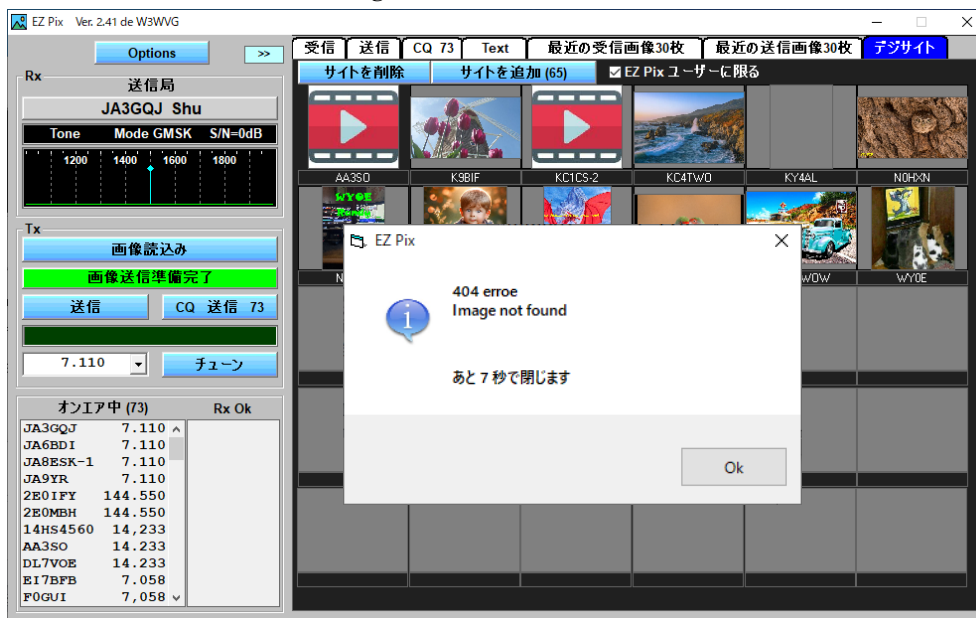 EZ Pix Ver. 2.41 de W3WVG
Options
>>
受信 送信 CQ 73 Text 最近の受信画像30枚 最近の送信画像30枚 デジサイト
サイトを削除 サイトを追加 (65) EZ Pix ユーザーに限る
Rx
送信局
JA3GQJ Shu
Tone Mode GMSK S/N=0dB
1200 1400 1600 1800
AA3SO K9BIF KC1CS-2 KC4TWO KY4AL N0HXN
WY0E
Tx
画像読込み
画像送信準備完了
送信 CQ 送信 73
7.110 チューン
N WOW WY0E
EZ Pix
404 erroe
Image not found
あと 7 秒で閉じます
Ok
オンエア中 (73) Rx Ok
JA3GQJ 7.110
JA6BDI 7.110
JA8ESK-1 7.110
JA9YR 7.110
2E0IFY 144.550
2E0MBH 144.550
14HS4560 14,233
AA3SO 14.233
DL7VOE 14.233
EI7BFB 7.058
F0GUI 7,058